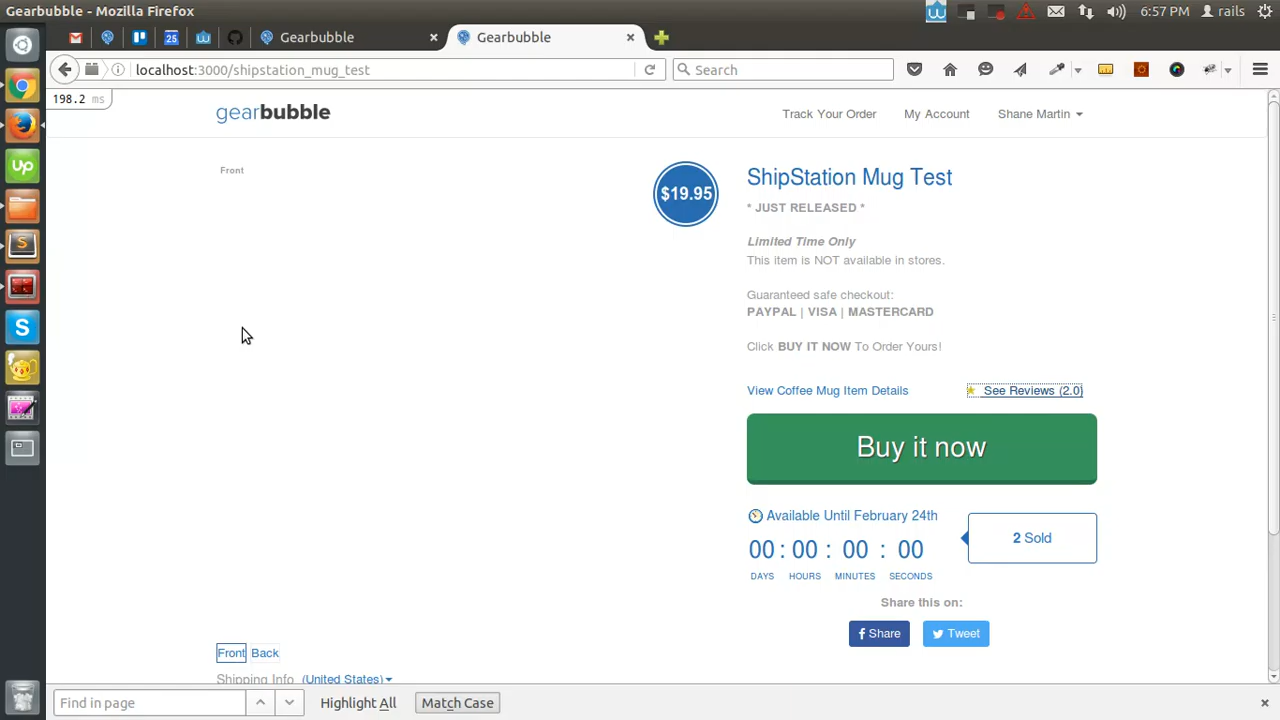 Gearbubble - Mozilla Firefox
6:57 PM
rails
25
Gearbubble
Gearbubble
localhost:3000/shipstation_mug_test
Search
198.2 ms
gearbubble
Track Your Order
My Account
Shane Martin
Front
$19.95
ShipStation Mug Test
* JUST RELEASED *
Limited Time Only
This item is NOT available in stores.
Guaranteed safe checkout:
PAYPAL | VISA | MASTERCARD
Click BUY IT NOW To Order Yours!
View Coffee Mug Item Details
See Reviews (2.0)
Buy it now
Available Until February 24th
00 : 00 : 00 : 00
DAYS HOURS MINUTES SECONDS
2 Sold
Share this on:
Share
Tweet
Front Back
Shipping Info (United States)
Find in page
Highlight All
Match Case